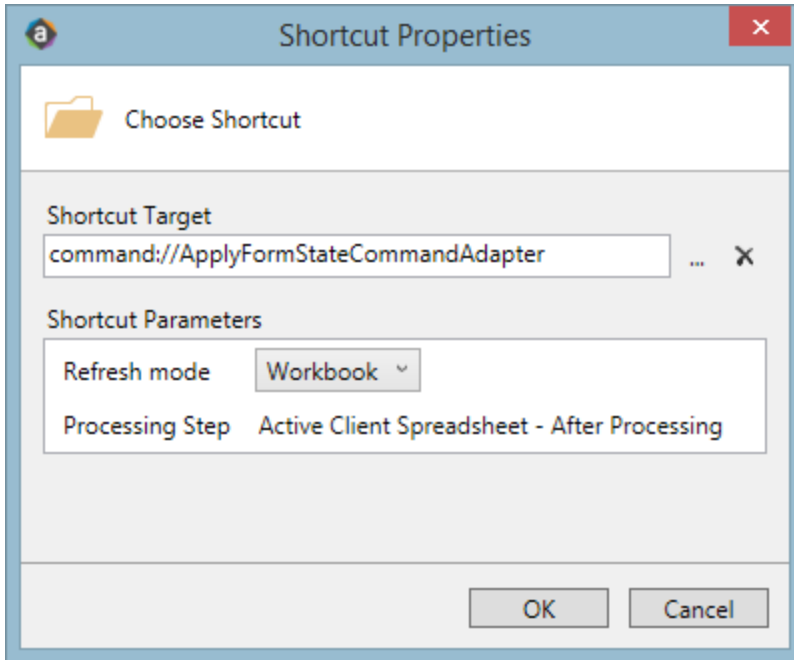 Shortcut Properties
Choose Shortcut
Shortcut Target
command://ApplyFormStateCommandAdapter
...
Shortcut Parameters
Refresh mode Workbook
Processing Step Active Client Spreadsheet - After Processing
OK Cancel